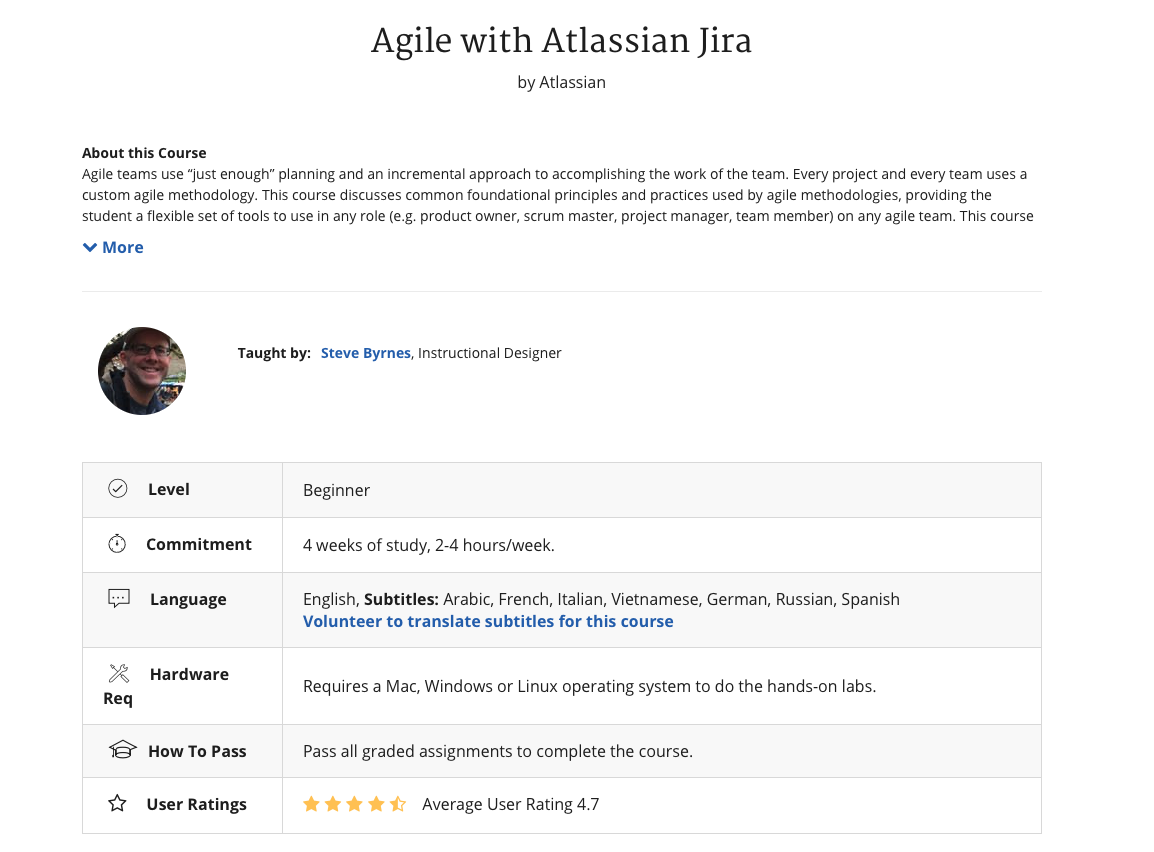 Agile with Atlassian Jira
by Atlassian
About this Course
Agile teams use “just enough” planning and an incremental approach to accomplishing the work of the team. Every project and every team uses a
custom agile methodology. This course discusses common foundational principles and practices used by agile methodologies, providing the
student a flexible set of tools to use in any role (e.g. product owner, scrum master, project manager, team member) on any agile team. This course
More
Taught by: Steve Byrnes, Instructional Designer
Level
Beginner
Commitment
4 weeks of study, 2-4 hours/week.
Language
English, Subtitles: Arabic, French, Italian, Vietnamese, German, Russian, Spanish
Volunteer to translate subtitles for this course
Hardware
Req
Requires a Mac, Windows or Linux operating system to do the hands-on labs.
How To Pass
Pass all graded assignments to complete the course.
User Ratings
Average User Rating 4.7